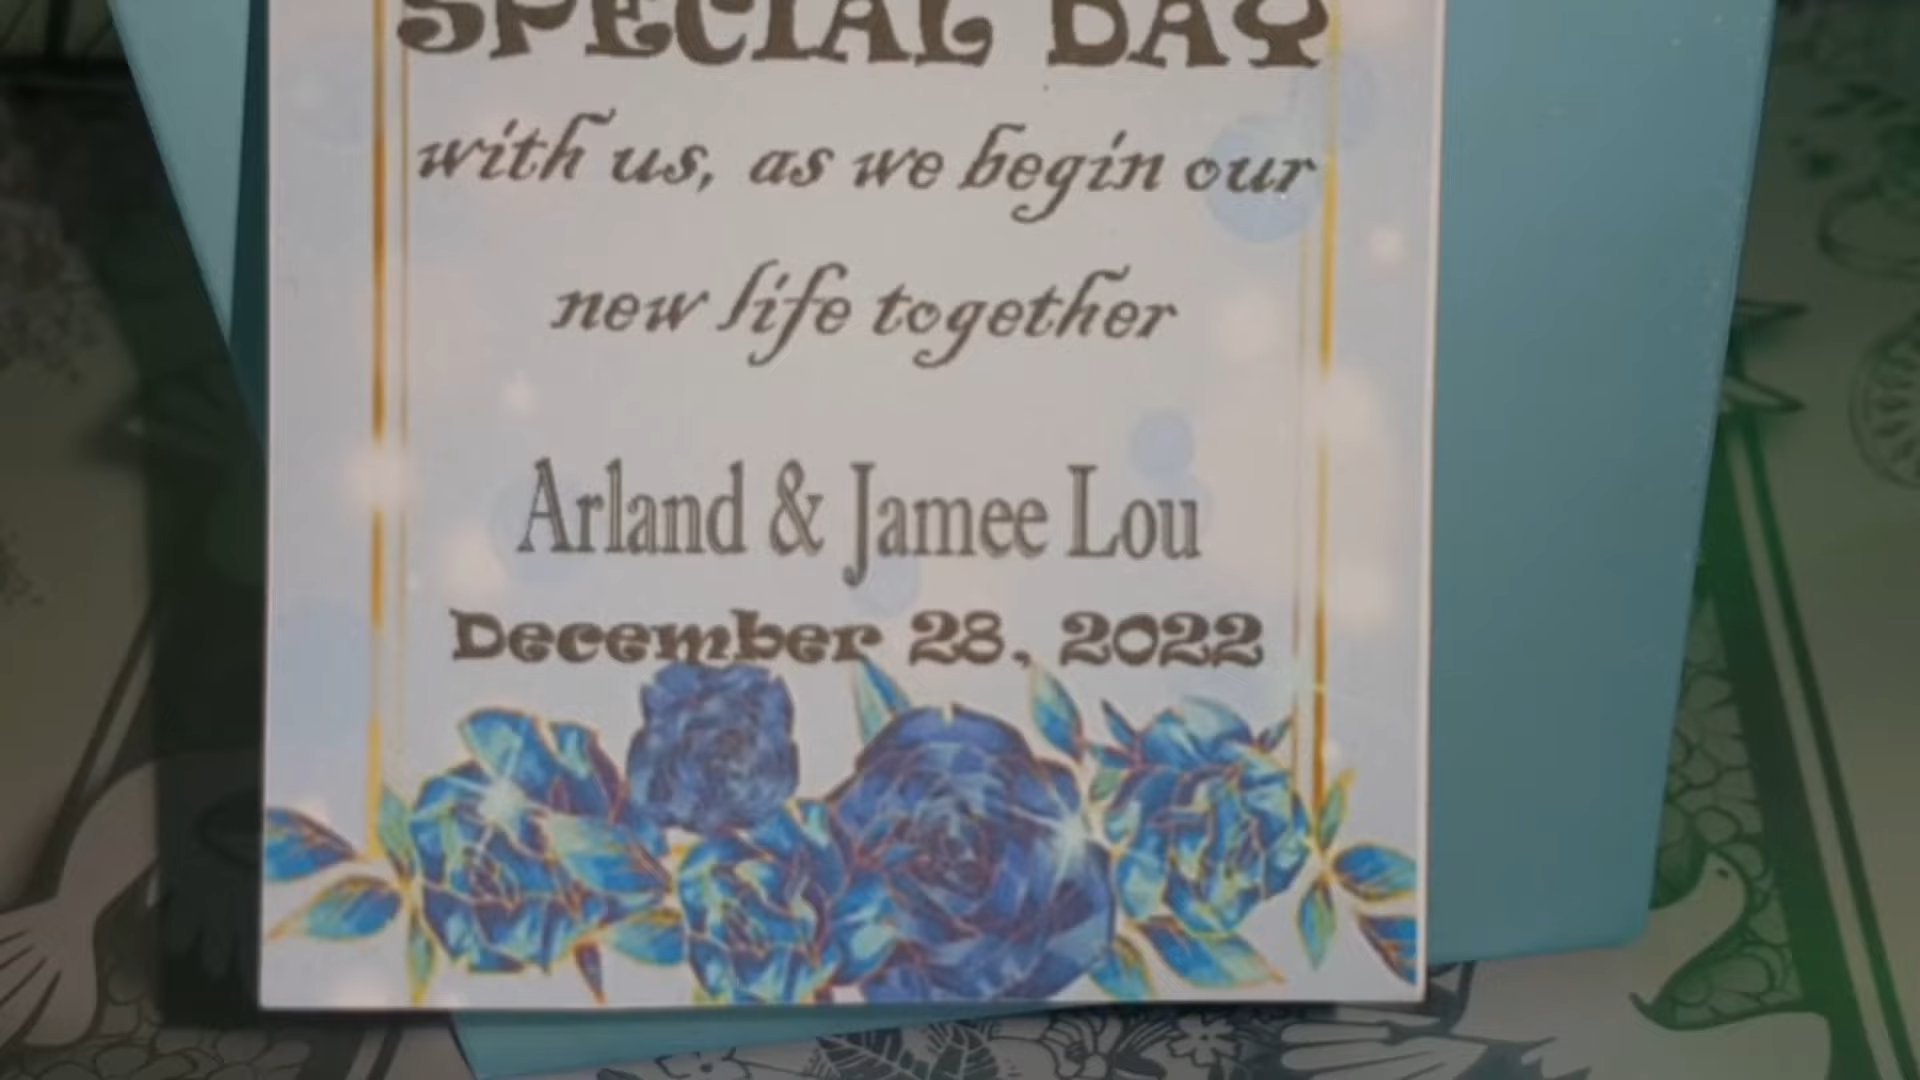 SPECIAL DAY
with us, as we begin our
new life together
Arland & Jamee Lou
December 28, 2022